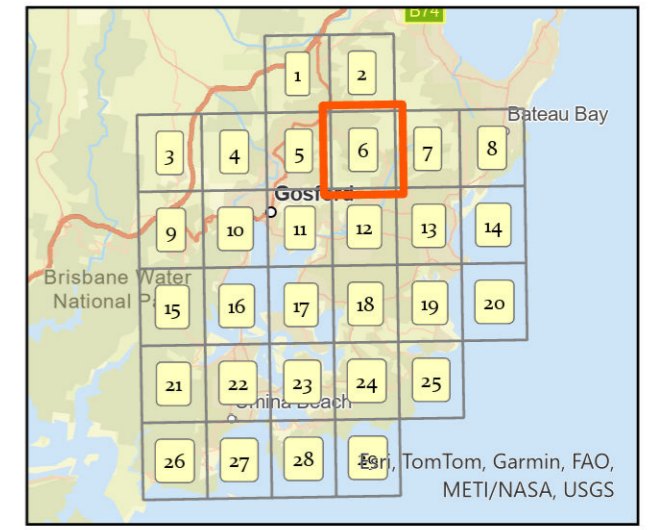 B74
1 2
Bateau Bay
3 4 5 6 7 8
Gosford
9 10 11 12 13 14
Brisbane Water
National
15 16 17 18 19 20
21 22 23 24 25
Umina Beach
26 27 28 29
Esri, TomTom, Garmin, FAO,
METI/NASA, USGS